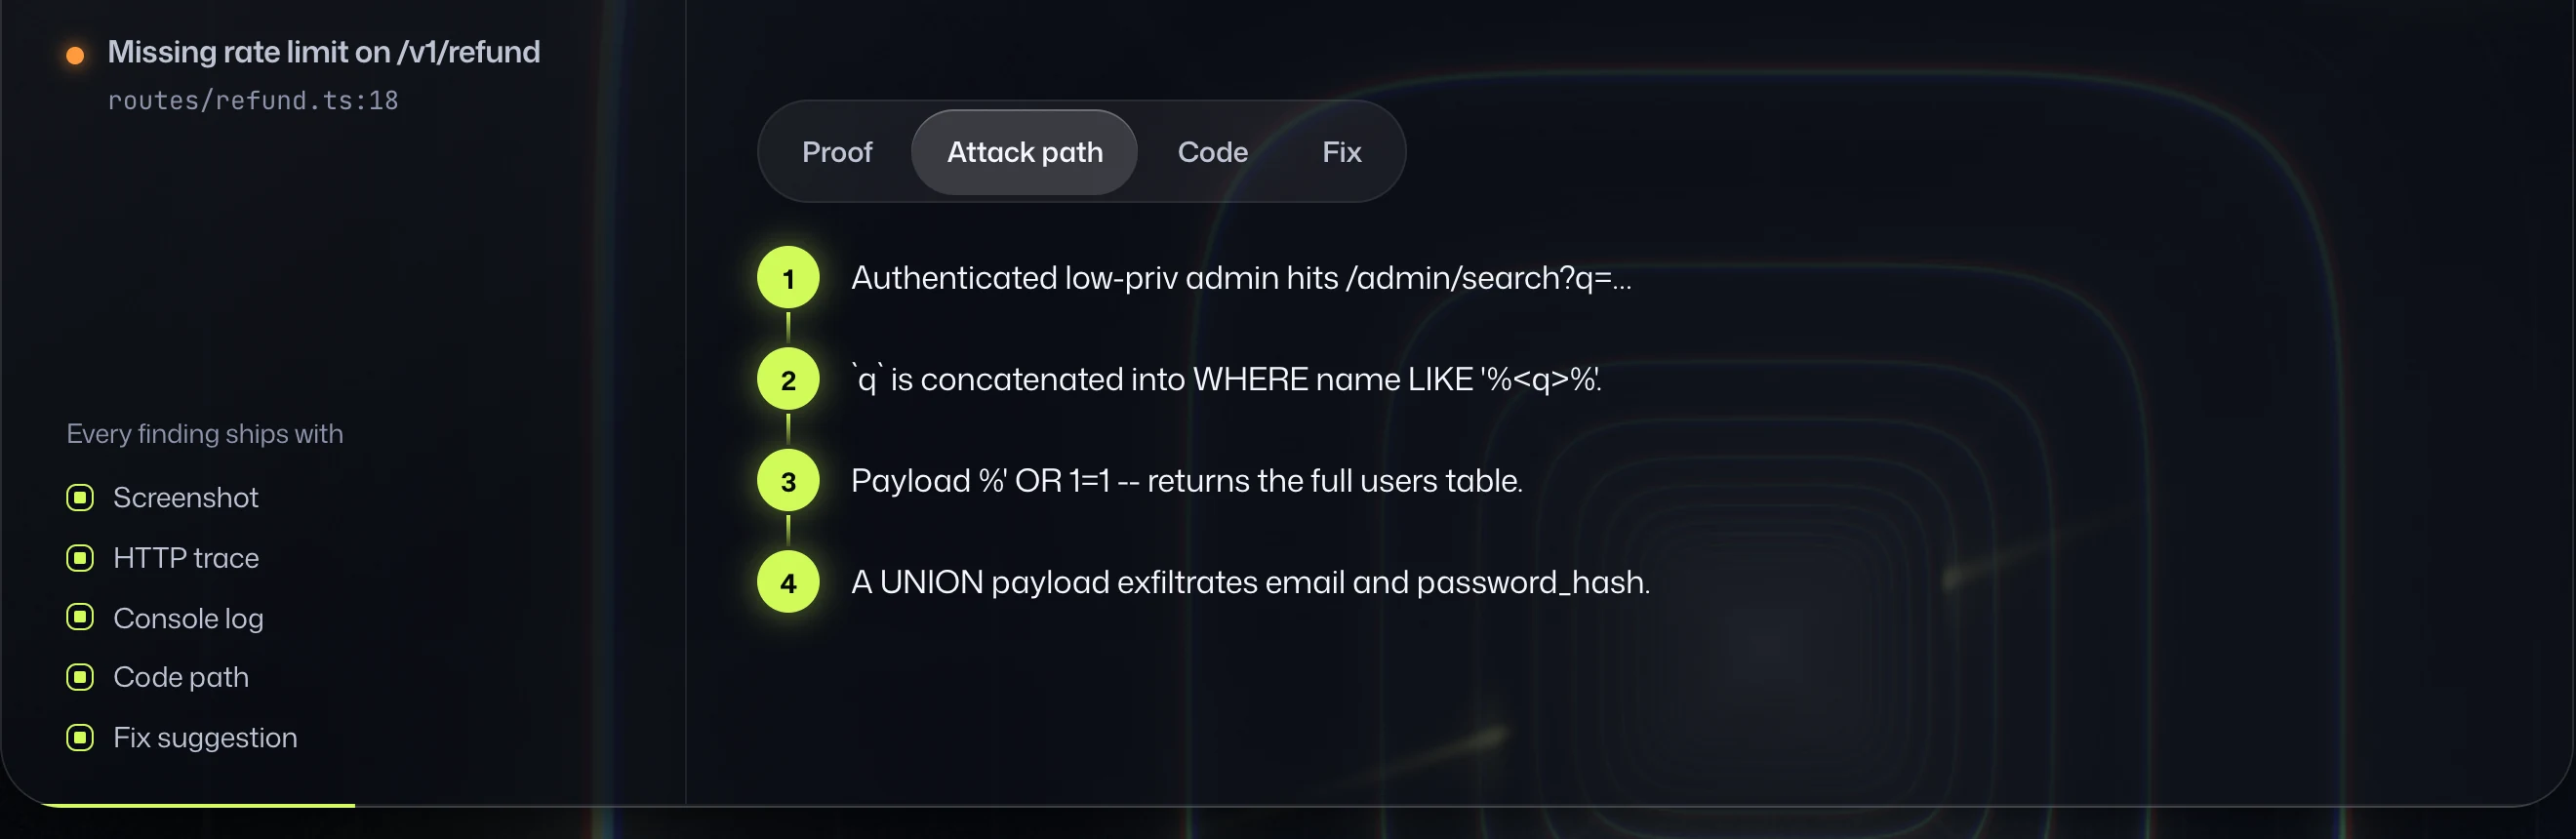 Missing rate limit on /v1/refund
routes/refund.ts:18
Every finding ships with
Screenshot
HTTP trace
Console log
Code path
Fix suggestion
Proof
Attack path
Code
Fix
1
Authenticated low-priv admin hits /admin/search?q=...
2
`q` is concatenated into WHERE name LIKE '%<q>%'.
3
Payload %' OR 1=1 -- returns the full users table.
4
A UNION payload exfiltrates email and password_hash.